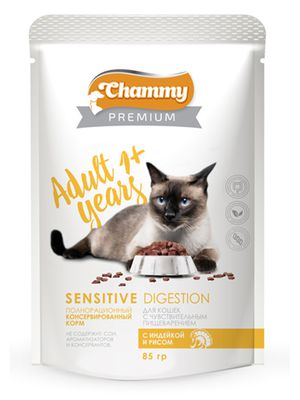 Chammy
PREMIUM
Adult 1+
years
SENSITIVE DIGESTION
ПОЛНОРАЦИОННЫЙ
КОНСЕРВИРОВАННЫЙ
КОРМ
НЕ СОДЕРЖИТ СОИ,
АРОМАТИЗАТОРОВ
И КОНСЕРВАНТОВ.
ДЛЯ КОШЕК
С ЧУВСТВИТЕЛЬНЫМ
ПИЩЕВАРЕНИЕМ
С ИНДЕЙКОЙ
И РИСОМ
85 гр